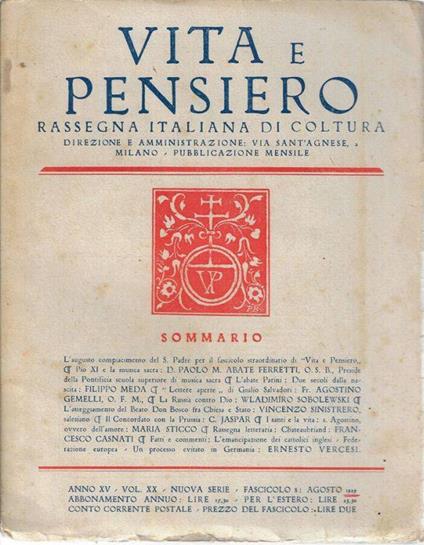 VITA E
PENSIERO
RASSEGNA ITALIANA DI COLTURA
DIREZIONE E AMMINISTRAZIONE: VIA SANT'AGNESE, 2
MILANO - PUBBLICAZIONE MENSILE
VP
SOMMARIO
L'augusto compiacimento del S. Padre per il fascicolo straordinario di "Vita e Pensiero„
¶ Pio XI e la musica sacra: D. PAOLO M. ABATE FERRETTI, O. S. B., Preside
della Pontificia scuola superiore di musica sacra ¶ L'abate Parini: Due secoli dalla na-
scita: FILIPPO MEDA ¶ "Lettere aperte„ di Giulio Salvadori: Fr. AGOSTINO
GEMELLI, O. F. M., ¶ La Russia contro Dio: WLADIMIRO SOBOLEWSKI ¶
L'atteggiamento del Beato Don Bosco fra Chiesa e Stato: VINCENZO SINISTRERO,
salesiano ¶ Il Concordato con la Prussia: C. JASPAR ¶ I santi e la vita: s. Agostino,
ovvero dell'amore: MARIA STICCO ¶ Rassegna letteraria: Chateaubriand: FRAN-
CESCO CASNATI ¶ Fatti e commenti: L'emancipazione dei cattolici inglesi - Fede-
razione europea - Un processo evitato in Germania: ERNESTO VERCESI.
ANNO XV - VOL. XX - NUOVA SERIE - FASCICOLO 8: AGOSTO 1929
ABBONAMENTO ANNUO: LIRE 17,30 - PER L'ESTERO: LIRE 25,30
CONTO CORRENTE POSTALE - PREZZO DEL FASCICOLO: LIRE DUE